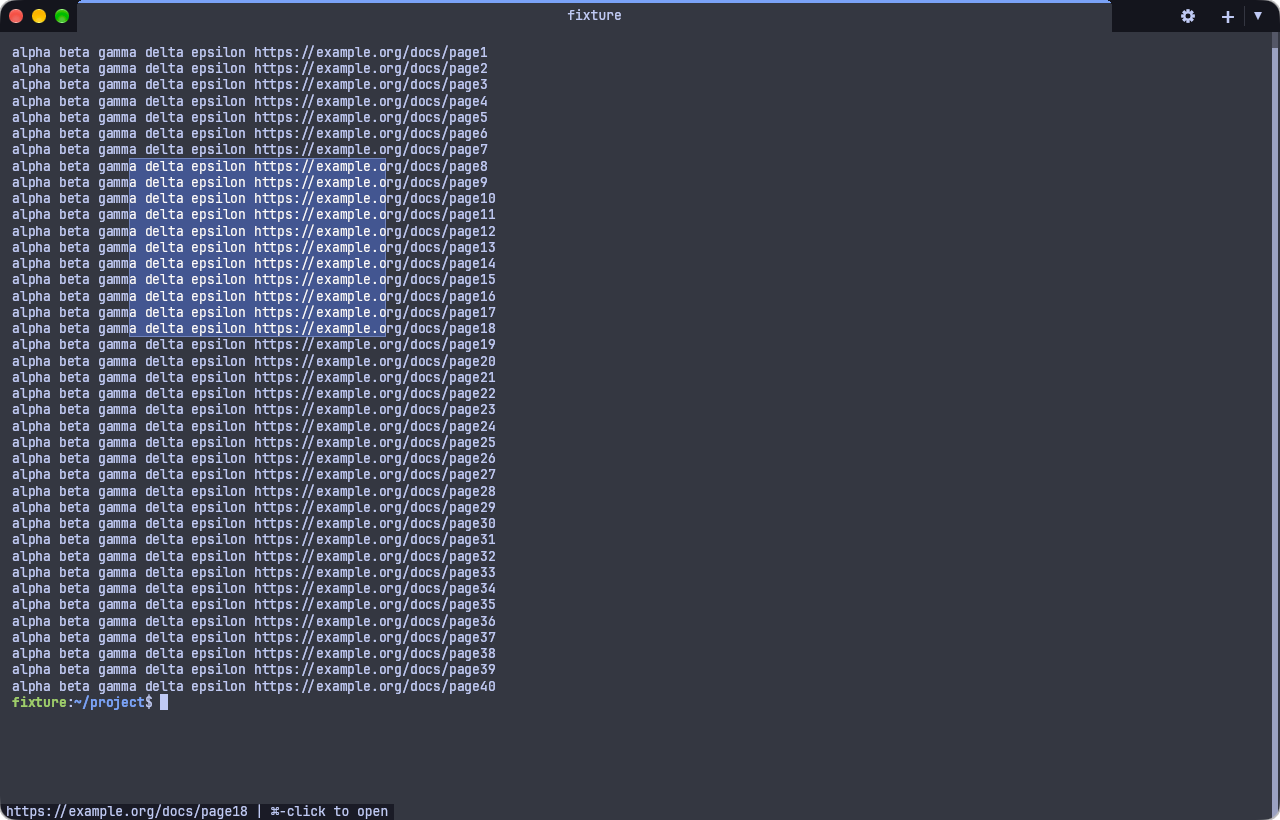 fixture
alpha beta gamma delta epsilon https://example.org/docs/page1
alpha beta gamma delta epsilon https://example.org/docs/page2
alpha beta gamma delta epsilon https://example.org/docs/page3
alpha beta gamma delta epsilon https://example.org/docs/page4
alpha beta gamma delta epsilon https://example.org/docs/page5
alpha beta gamma delta epsilon https://example.org/docs/page6
alpha beta gamma delta epsilon https://example.org/docs/page7
alpha beta gamma delta epsilon https://example.org/docs/page8
alpha beta gamma delta epsilon https://example.org/docs/page9
alpha beta gamma delta epsilon https://example.org/docs/page10
alpha beta gamma delta epsilon https://example.org/docs/page11
alpha beta gamma delta epsilon https://example.org/docs/page12
alpha beta gamma delta epsilon https://example.org/docs/page13
alpha beta gamma delta epsilon https://example.org/docs/page14
alpha beta gamma delta epsilon https://example.org/docs/page15
alpha beta gamma delta epsilon https://example.org/docs/page16
alpha beta gamma delta epsilon https://example.org/docs/page17
alpha beta gamma delta epsilon https://example.org/docs/page18
alpha beta gamma delta epsilon https://example.org/docs/page19
alpha beta gamma delta epsilon https://example.org/docs/page20
alpha beta gamma delta epsilon https://example.org/docs/page21
alpha beta gamma delta epsilon https://example.org/docs/page22
alpha beta gamma delta epsilon https://example.org/docs/page23
alpha beta gamma delta epsilon https://example.org/docs/page24
alpha beta gamma delta epsilon https://example.org/docs/page25
alpha beta gamma delta epsilon https://example.org/docs/page26
alpha beta gamma delta epsilon https://example.org/docs/page27
alpha beta gamma delta epsilon https://example.org/docs/page28
alpha beta gamma delta epsilon https://example.org/docs/page29
alpha beta gamma delta epsilon https://example.org/docs/page30
alpha beta gamma delta epsilon https://example.org/docs/page31
alpha beta gamma delta epsilon https://example.org/docs/page32
alpha beta gamma delta epsilon https://example.org/docs/page33
alpha beta gamma delta epsilon https://example.org/docs/page34
alpha beta gamma delta epsilon https://example.org/docs/page35
alpha beta gamma delta epsilon https://example.org/docs/page36
alpha beta gamma delta epsilon https://example.org/docs/page37
alpha beta gamma delta epsilon https://example.org/docs/page38
alpha beta gamma delta epsilon https://example.org/docs/page39
alpha beta gamma delta epsilon https://example.org/docs/page40
fixture:~/project$
https://example.org/docs/page18 | ⌘-click to open